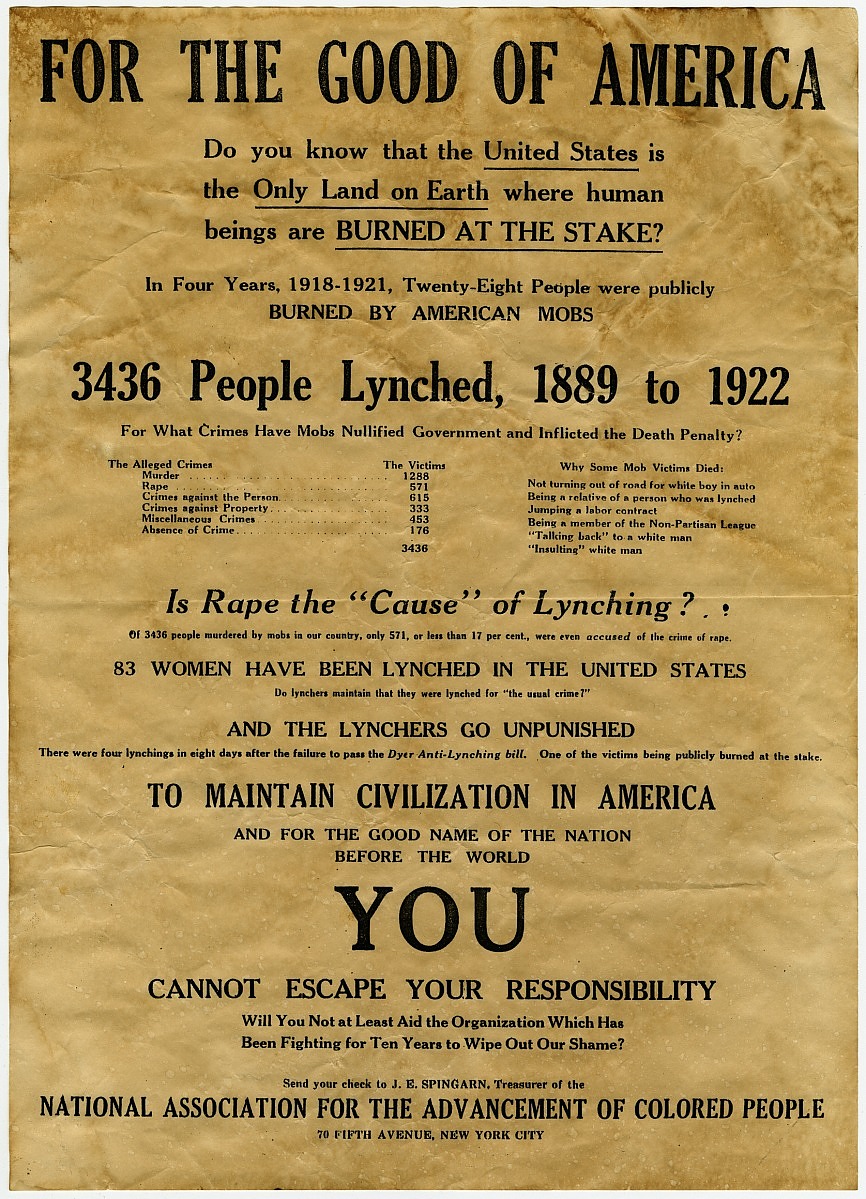 FOR THE GOOD OF AMERICA
Do you know that the United States is
the Only Land on Earth where human
beings are BURNED AT THE STAKE?
In Four Years, 1918-1921, Twenty-Eight People were publicly
BURNED BY AMERICAN MOBS
3436 People Lynched, 1889 to 1922
For What Crimes Have Mobs Nullified Government and Inflicted the Death Penalty?
The Alleged Crimes The Victims
Murder . . . . . . . . . . . . . . . . . . . . 1288
Rape . . . . . . . . . . . . . . . . . . . . 571
Crimes against the Person. . . . . . . . . . . . . 615
Crimes against Property. . . . . . . . . . . . . . 333
Miscellaneous Crimes . . . . . . . . . . . . . . . 453
Absence of Crime. . . . . . . . . . . . . . . . . 176
3436
Why Some Mob Victims Died:
Not turning out of road for white boy in auto
Being a relative of a person who was lynched
Jumping a labor contract
Being a member of the Non-Partisan League
"Talking back" to a white man
"Insulting" white man
Is Rape the "Cause" of Lynching?
Of 3436 people murdered by mobs in our country, only 571, or less than 17 per cent., were even accused of the crime of rape.
83 WOMEN HAVE BEEN LYNCHED IN THE UNITED STATES
Do lynchers maintain that they were lynched for "the usual crime?"
AND THE LYNCHERS GO UNPUNISHED
There were four lynchings in eight days after the failure to pass the Dyer Anti-Lynching bill. One of the victims being publicly burned at the stake.
TO MAINTAIN CIVILIZATION IN AMERICA
AND FOR THE GOOD NAME OF THE NATION
BEFORE THE WORLD
YOU
CANNOT ESCAPE YOUR RESPONSIBILITY
Will You Not at Least Aid the Organization Which Has
Been Fighting for Ten Years to Wipe Out Our Shame?
Send your check to J. E. SPINGARN, Treasurer of the
NATIONAL ASSOCIATION FOR THE ADVANCEMENT OF COLORED PEOPLE
70 FIFTH AVENUE, NEW YORK CITY